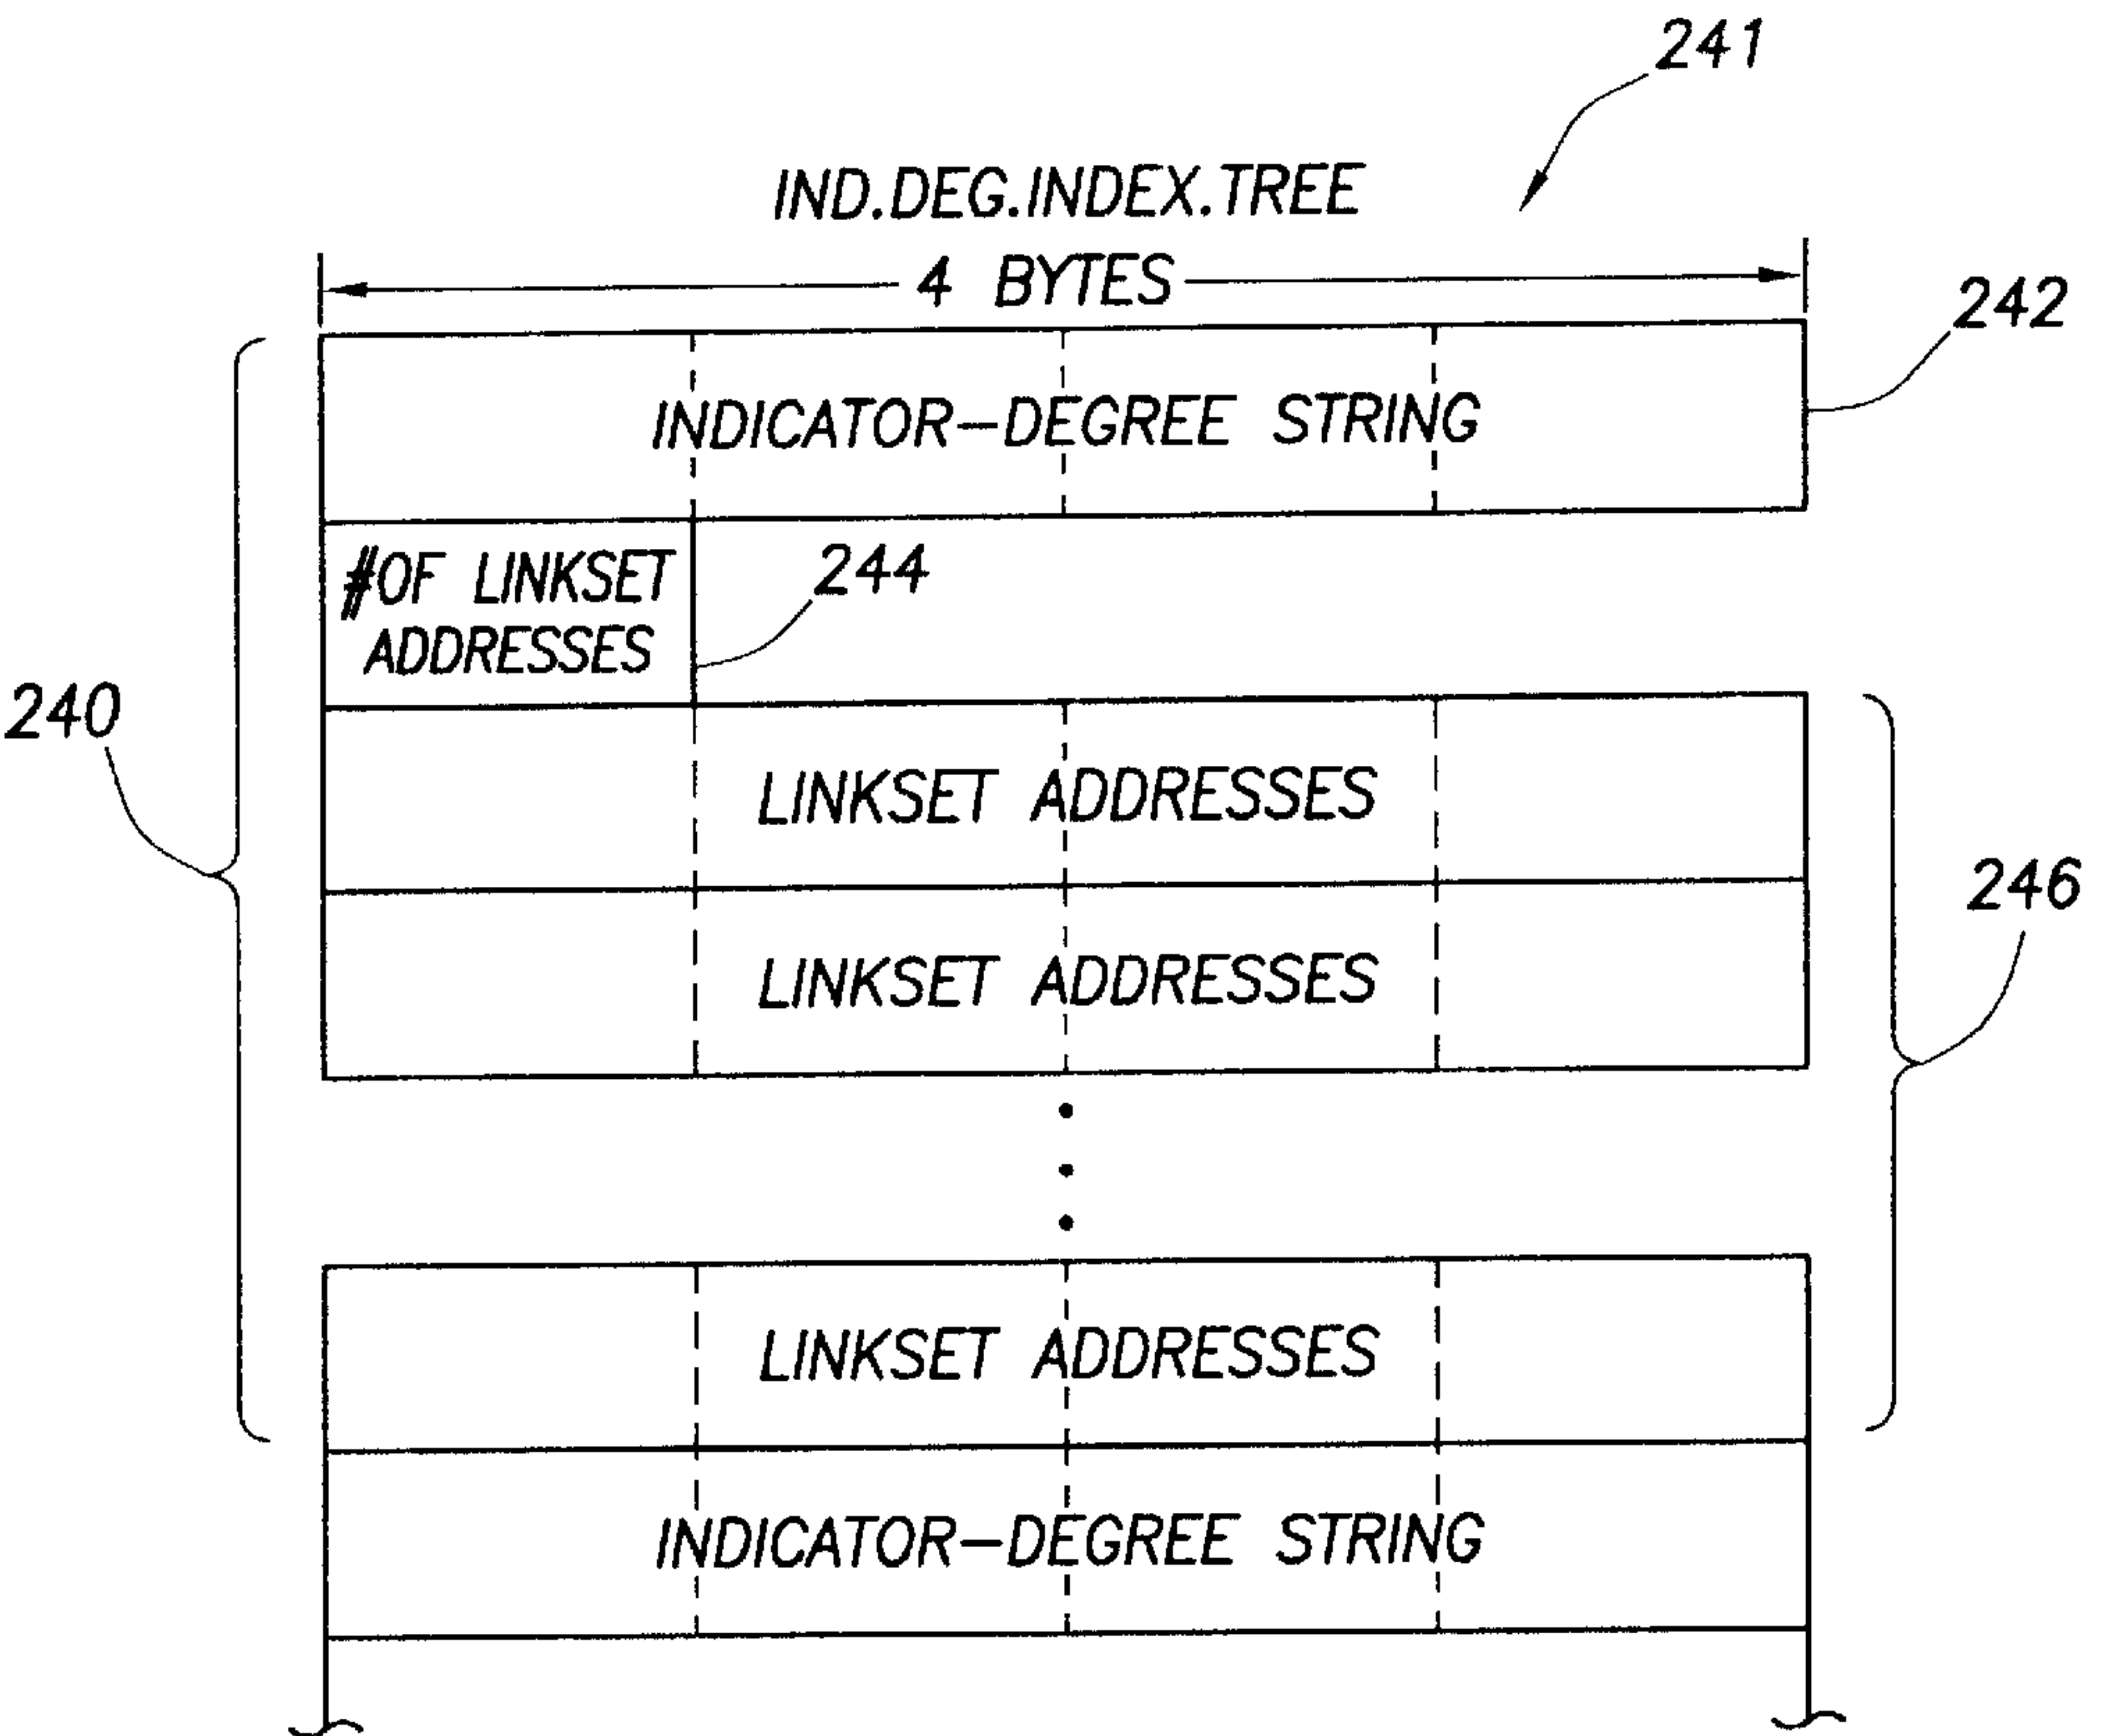 241
IND.DEG.INDEX.TREE
4 BYTES
242
INDICATOR-DEGREE STRING
#OF LINKSET
ADDRESSES
244
240
LINKSET ADDRESSES
246
LINKSET ADDRESSES
LINKSET ADDRESSES
INDICATOR-DEGREE STRING